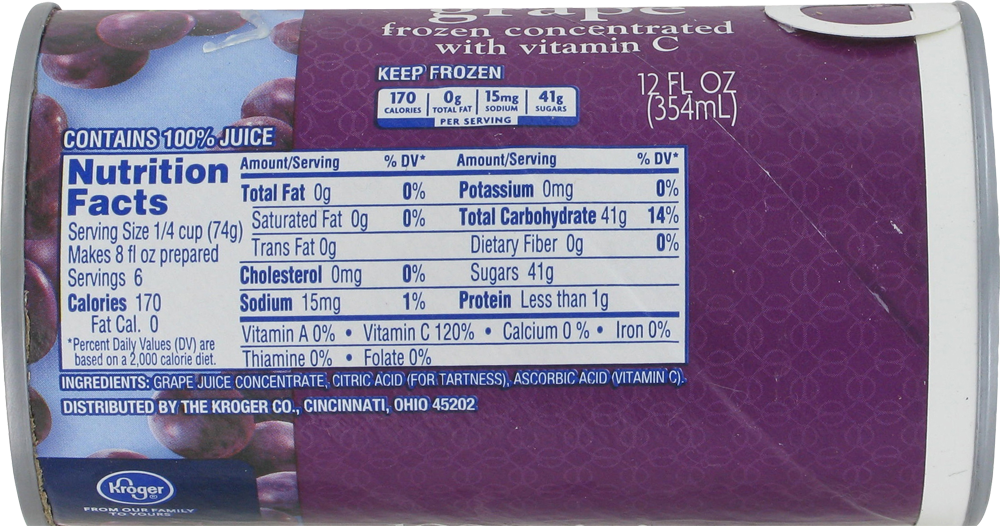 grape
frozen concentrated
with vitamin C
KEEP FROZEN
170 CALORIES 0g TOTAL FAT 15mg SODIUM 41g SUGARS
PER SERVING
12 FL OZ
(354mL)
CONTAINS 100% JUICE
Nutrition
Facts
Serving Size 1/4 cup (74g)
Makes 8 fl oz prepared
Servings 6
Calories 170
Fat Cal. 0
*Percent Daily Values (DV) are
based on a 2,000 calorie diet.
Amount/Serving % DV* Amount/Serving % DV*
Total Fat 0g 0% Potassium 0mg 0%
Saturated Fat 0g 0% Total Carbohydrate 41g 14%
Trans Fat 0g Dietary Fiber 0g 0%
Cholesterol 0mg 0% Sugars 41g
Sodium 15mg 1% Protein Less than 1g
Vitamin A 0% • Vitamin C 120% • Calcium 0 % • Iron 0%
Thiamine 0% • Folate 0%
INGREDIENTS: GRAPE JUICE CONCENTRATE, CITRIC ACID (FOR TARTNESS), ASCORBIC ACID (VITAMIN C).
DISTRIBUTED BY THE KROGER CO., CINCINNATI, OHIO 45202
Kroger®
FROM OUR FAMILY
TO YOURS